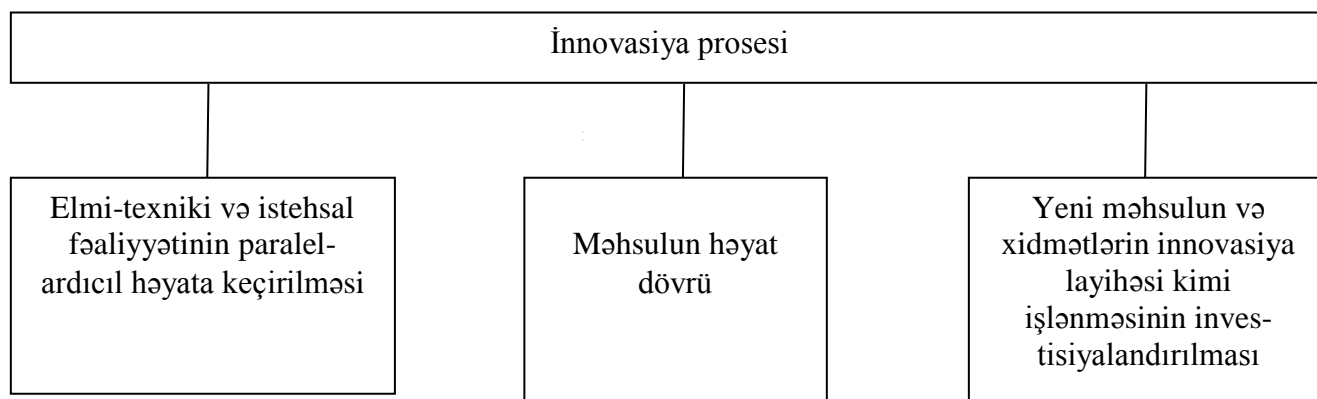 İnnovasiya prosesi
Elmi-texniki və istehsal
fəaliyyətinin paralel-
ardıcıl həyata keçirilməsi
Məhsulun həyat
dövrü
Yeni məhsulun və
xidmətlərin innovasiya
layihəsi kimi
işlənməsinin inves-
tisiyalandırılması